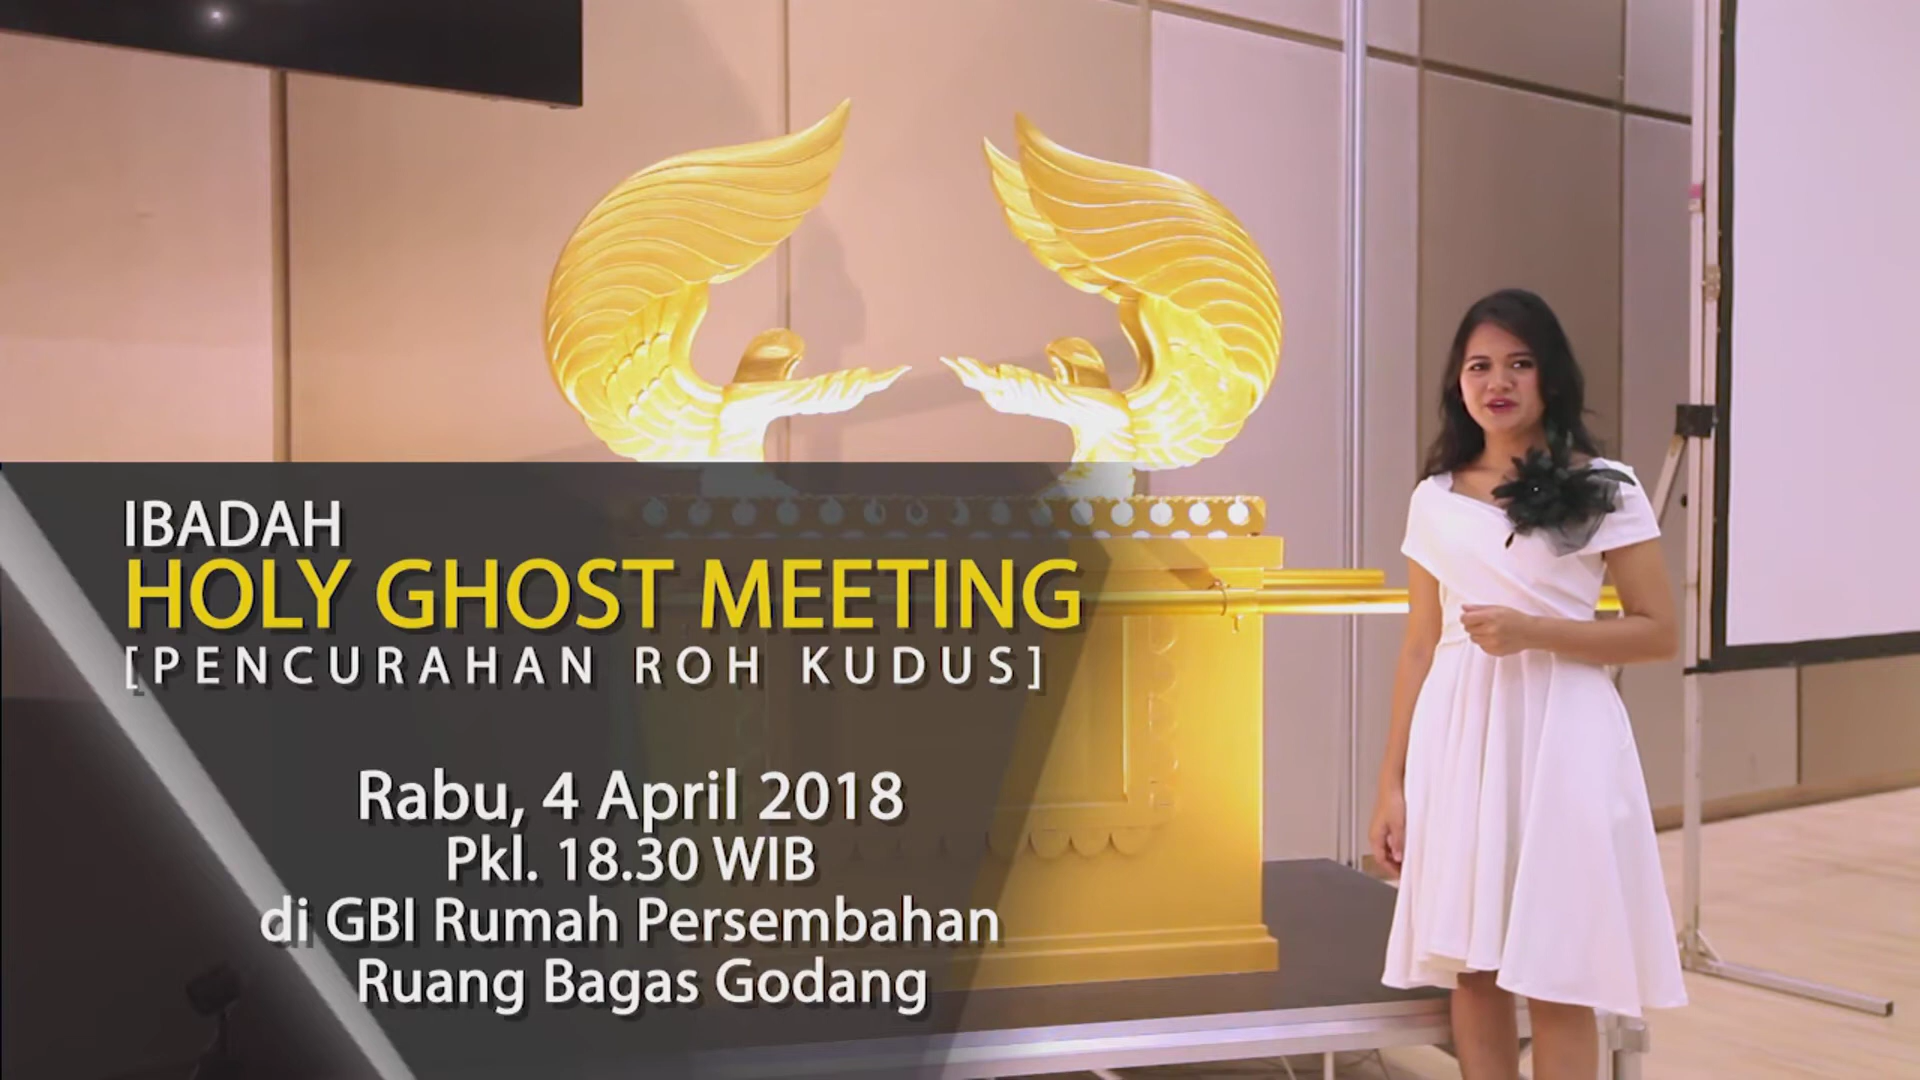 IBADAH
HOLY GHOST MEETING
[PENCURAHAN ROH KUDUS]
Rabu, 4 April 2018
Pkl. 18.30 WIB
di GBI Rumah Persembahan
Ruang Bagas Godang